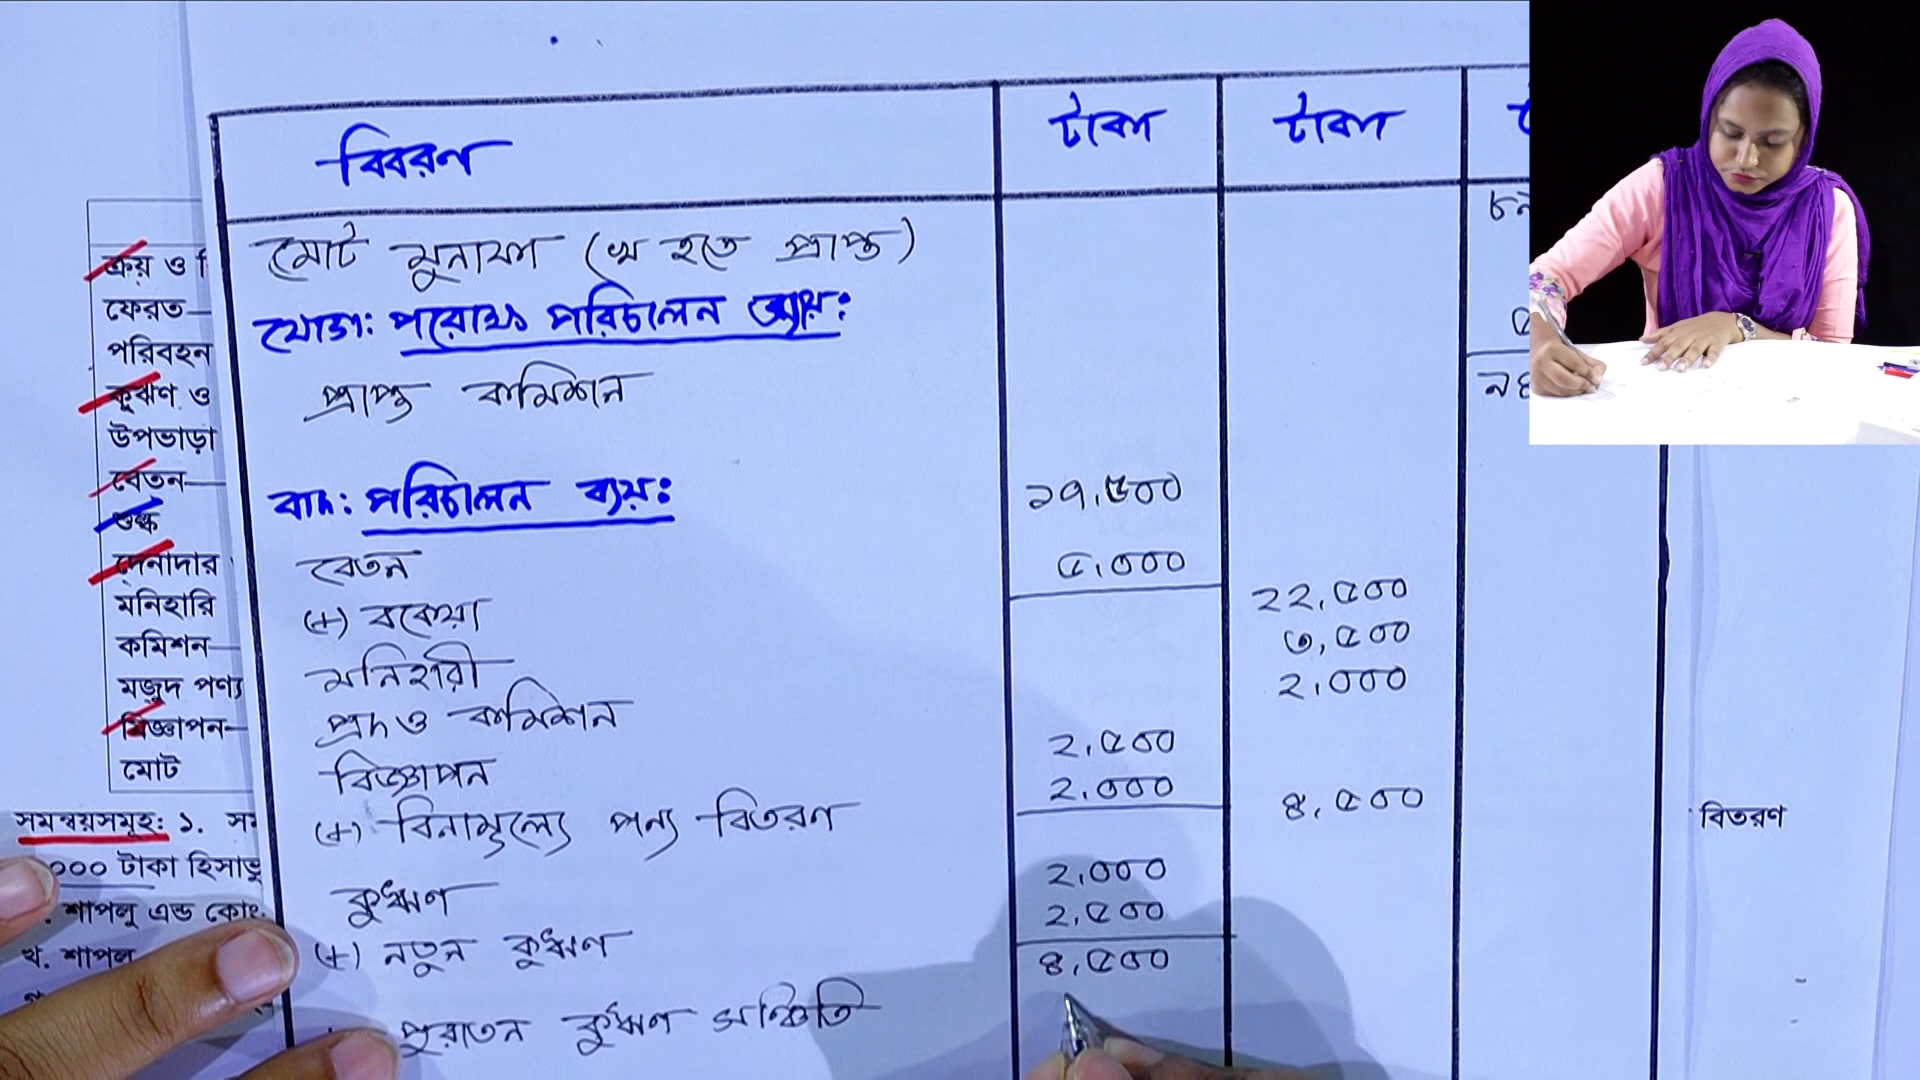 বিবরণ টাকা টাকা
মোট মুনাফা (খ হতে প্রাপ্ত)
যোগ: পরোক্ষ পরিচালন আয়:
প্রাপ্ত কমিশন
বাদ: পরিচালন ব্যয়: ১৭,৫০০
বেতন ৫,০০০
(+) বকেয়া ২২,৫০০
মনিহারী ৩,৫০০
প্রদত্ত কমিশন ২,০০০
বিজ্ঞাপন ২,৫০০
(+) বিনামূল্যে পন্য বিতরণ ২,০০০ ৪,৫০০
কুঋণ ২,০০০
(+) নতুন কুঋণ ২,৫০০
৪,৫০০
পুরাতন কুঋণ সঞ্চিতি
ক্রয় ও
ফেরত
পরিবহন
কুঋণ ও
উপভাড়া
বেতন
শুল্ক
দেনাদার
মনিহারি
কমিশন
মজুদ পণ্য
বিজ্ঞাপন
মোট
সমন্বয়সমূহ: ১.
০০০ টাকা হিসাবু
শাপলু এন্ড কোং
খ. শাপলু
বিতরণ